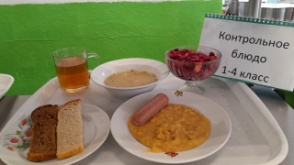 Контрольное
блюдо
1-4 класс